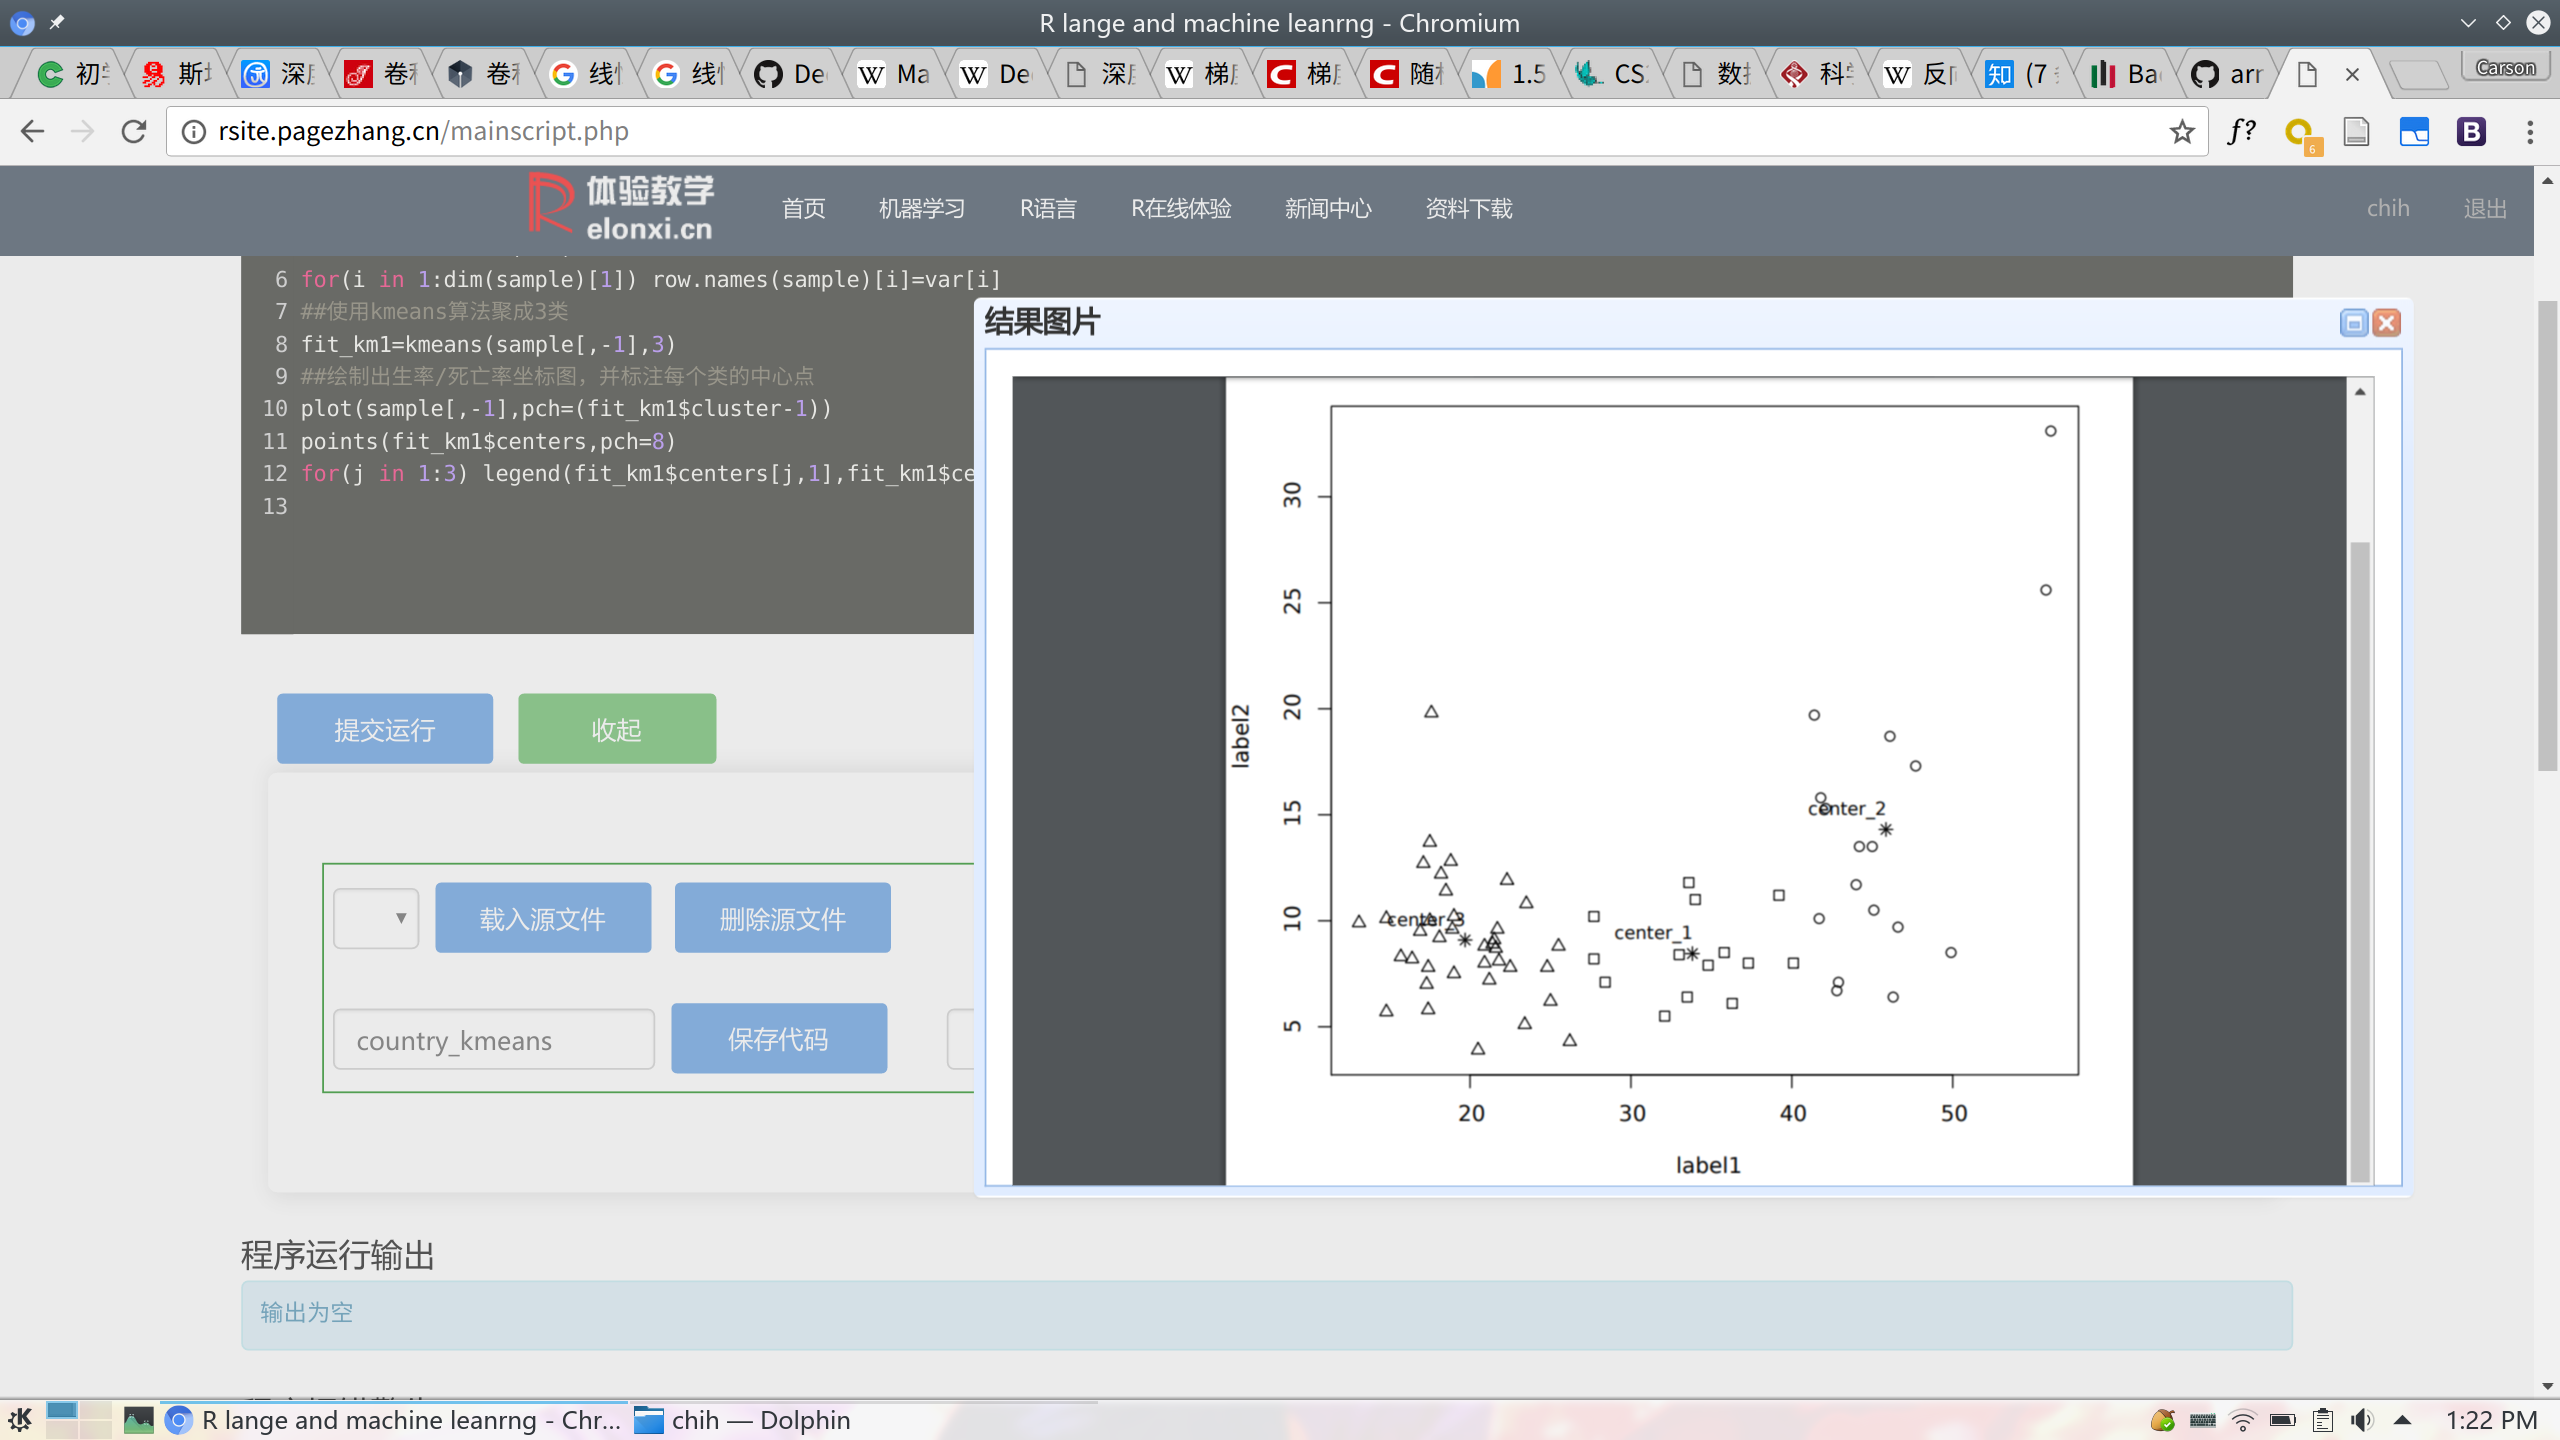 R lange and machine leanrng - Chromium
初 斯 深 卷 卷 线 线 De Ma De 深 梯 梯 随 1.5 CS 数 科 反 知 (7 Ba arr Carson
rsite.pagezhang.cn/mainscript.php
f? 6 B
体验教学
elonxi.cn
首页 机器学习 R语言 R在线体验 新闻中心 资料下载 chih 退出
6 for(i in 1:dim(sample)[1]) row.names(sample)[i]=var[i]
7 ##使用kmeans算法聚成3类
8 fit_km1=kmeans(sample[,-1],3)
9 ##绘制出生率/死亡率坐标图，并标注每个类的中心点
10 plot(sample[,-1],pch=(fit_km1$cluster-1))
11 points(fit_km1$centers,pch=8)
12 for(j in 1:3) legend(fit_km1$centers[j,1],fit_km1$ce
13
结果图片
30
25
20
15
10
5
label2
center_2
center_3
center_1
20 30 40 50
label1
提交运行 收起
载入源文件 删除源文件
country_kmeans 保存代码
程序运行输出
输出为空
R lange and machine leanrng - Chr... chih — Dolphin 1:22 PM